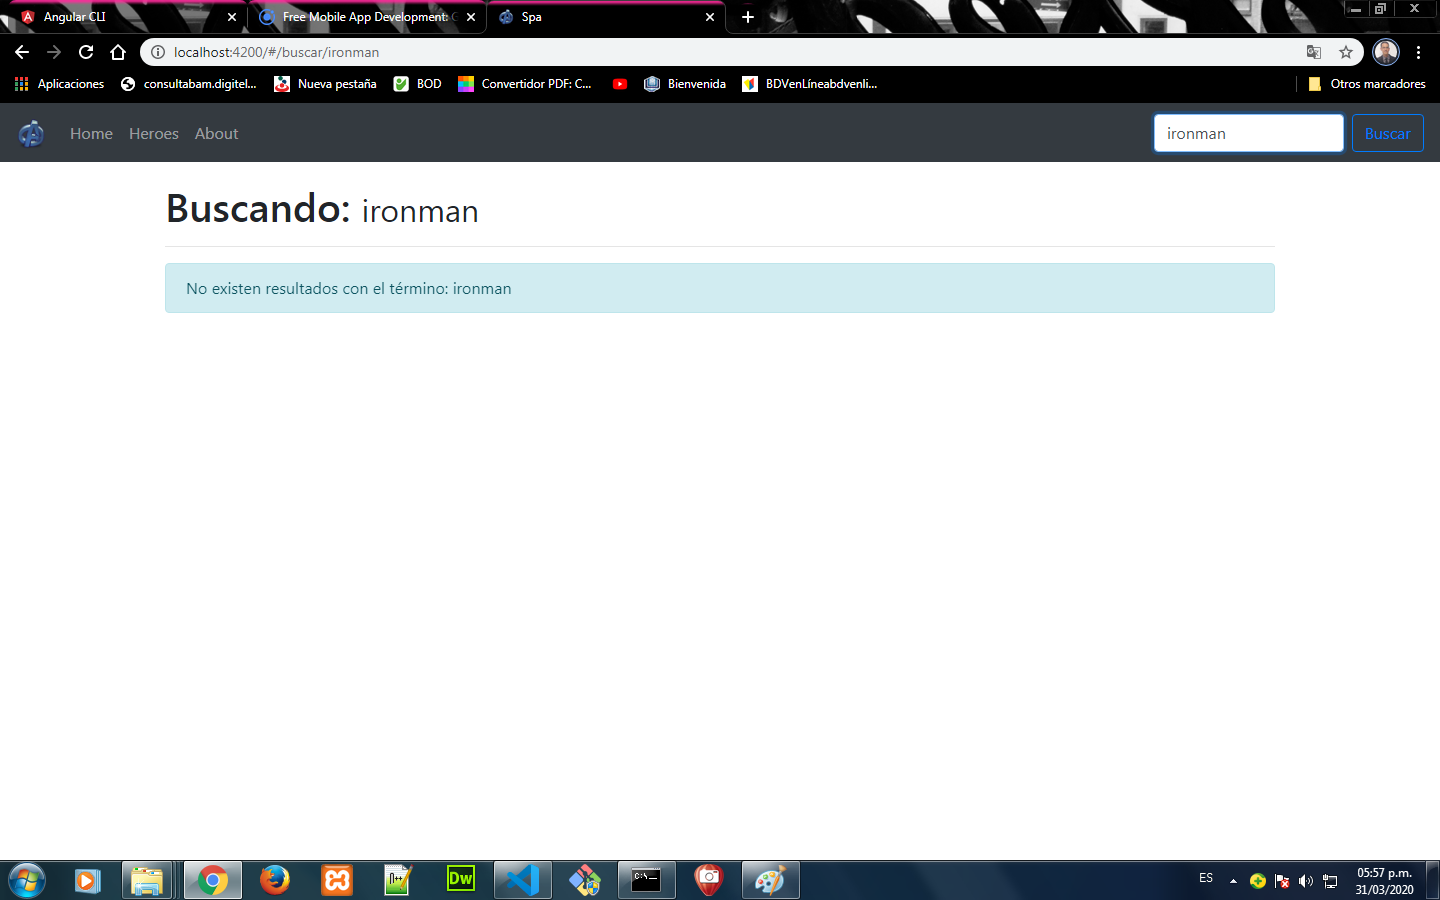 Angular CLI
Free Mobile App Development:
Spa
localhost:4200/#/buscar/ironman
Aplicaciones
consultabam.digitel...
Nueva pestaña
BOD
Convertidor PDF: C...
Bienvenida
BDVenLíneabdvenli...
Otros marcadores
Home
Heroes
About
ironman
Buscar
Buscando: ironman
No existen resultados con el término: ironman
Dw
C:\_
ES
05:57 p.m.
31/03/2020